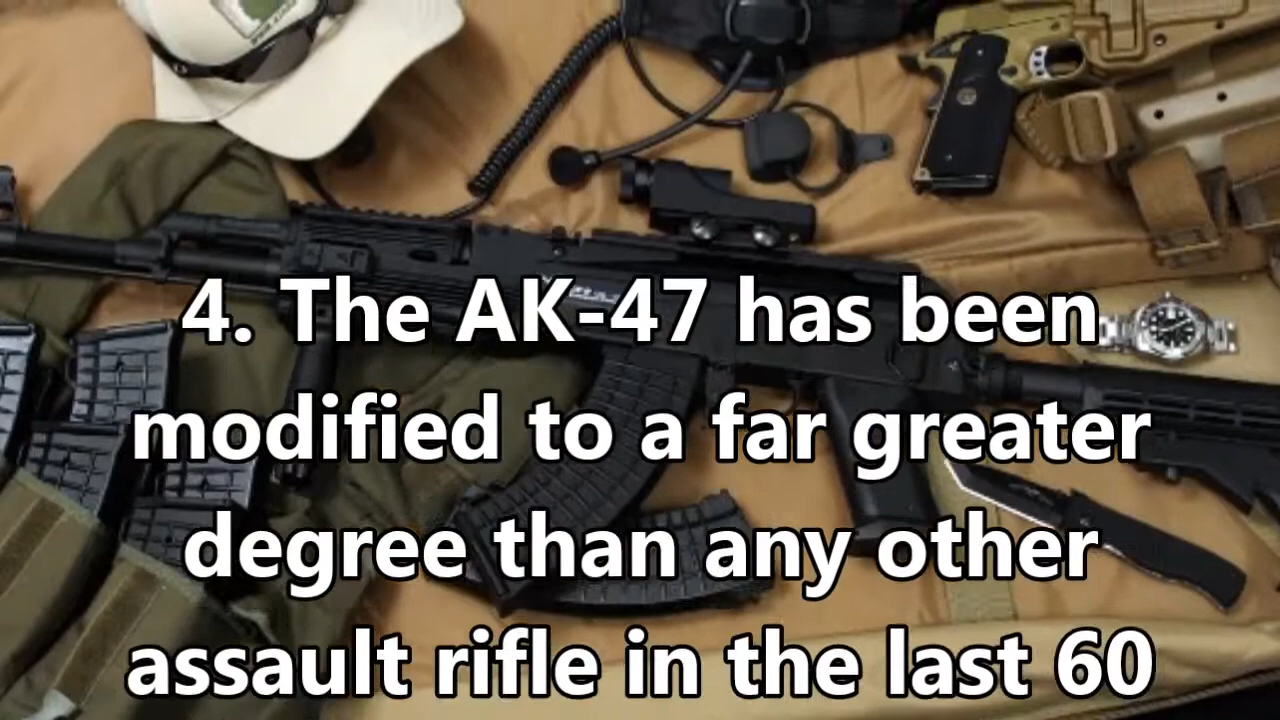 4. The AK-47 has been
modified to a far greater
degree than any other
assault rifle in the last 60